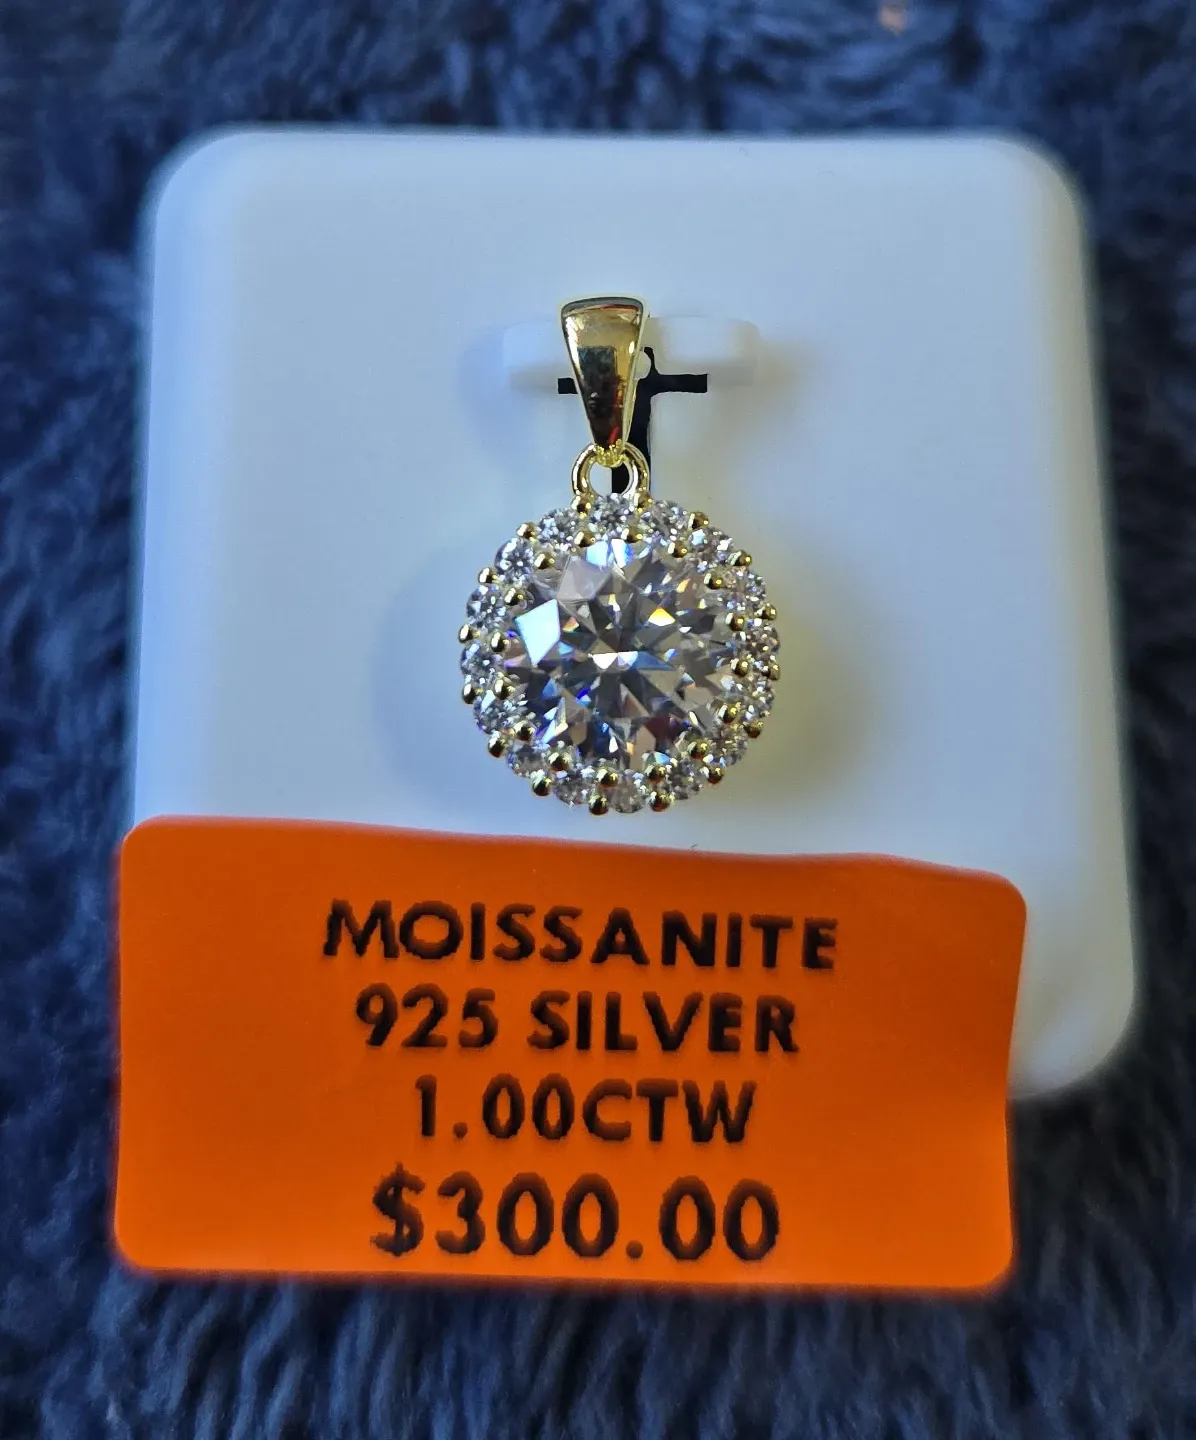 MOISSANITE
925 SILVER
1.00CTW
$300.00